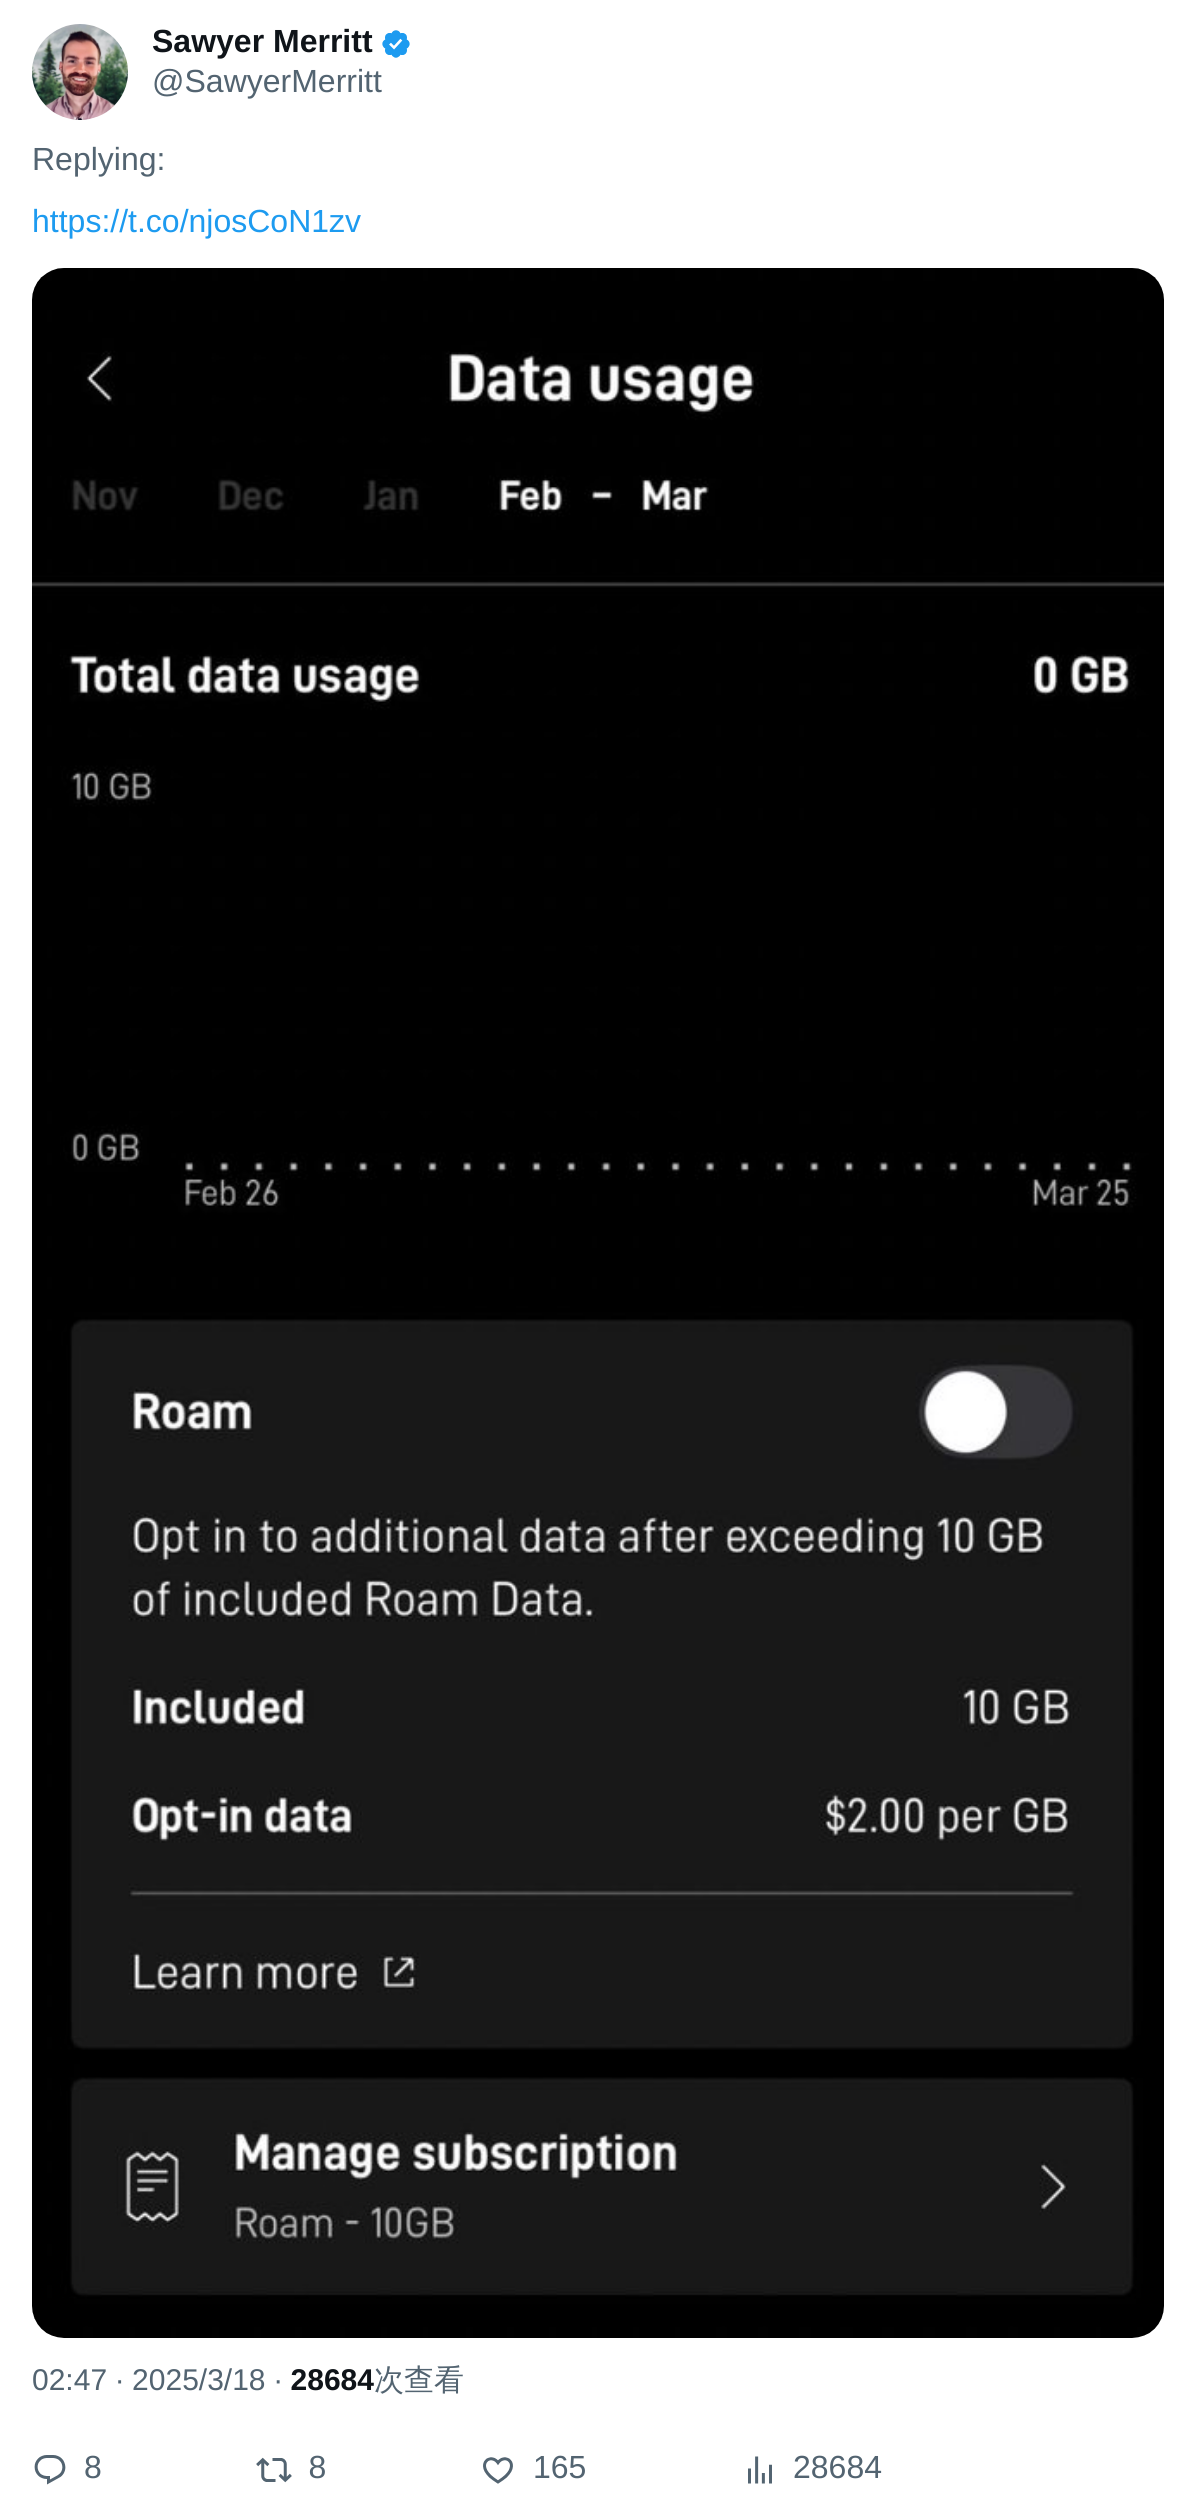 Sawyer Merritt
@SawyerMerritt
Replying:
https://t.co/njosCoN1zv
Data usage
Nov Dec Jan Feb – Mar
Total data usage 0 GB
10 GB
0 GB
Feb 26 Mar 25
Roam
Opt in to additional data after exceeding 10 GB
of included Roam Data.
Included 10 GB
Opt-in data $2.00 per GB
Learn more
Manage subscription
Roam - 10GB
02:47 · 2025/3/18 · 28684次查看
8 8 165 28684